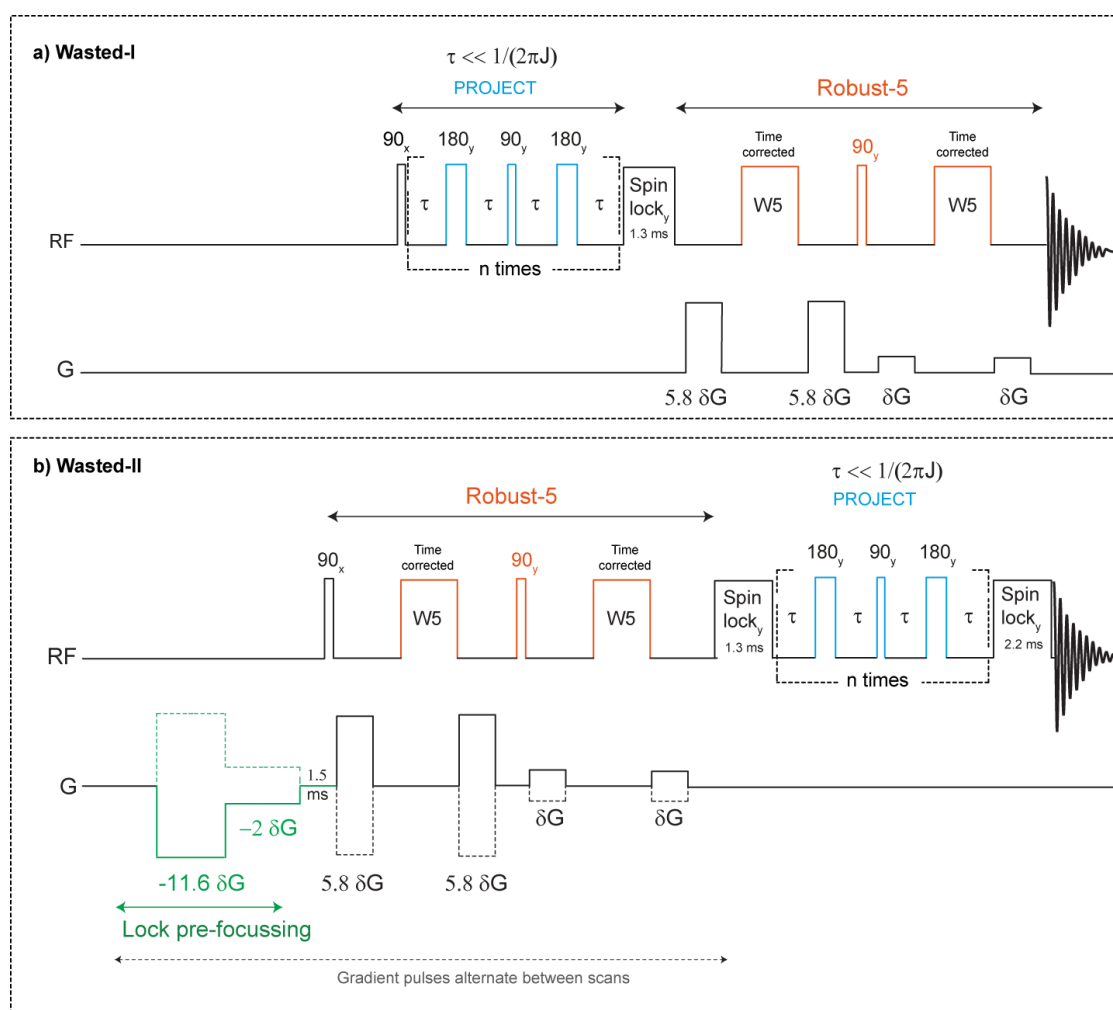 a) Wasted-I
τ << 1/(2πJ)
PROJECT
Robust-5
90x 180y 90y 180y
Time corrected
90y
Time corrected
τ τ τ τ
Spin locky
1.3 ms
W5
W5
RF
n times
G
5.8 δG 5.8 δG δG δG
b) Wasted-II
τ << 1/(2πJ)
PROJECT
Robust-5
90x
Time corrected
90y
Time corrected
180y 90y 180y
W5
W5
Spin locky
1.3 ms
τ τ τ τ
Spin locky
2.2 ms
RF
n times
G
1.5 ms
–2 δG
δG δG
-11.6 δG
5.8 δG 5.8 δG
Lock pre-focussing
Gradient pulses alternate between scans